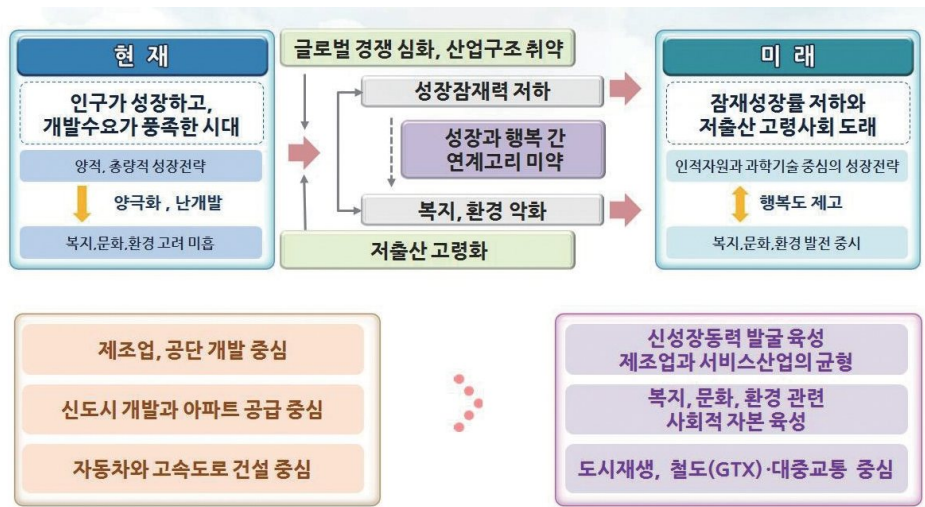 현 재
인구가 성장하고,
개발수요가 풍족한 시대
양적, 총량적 성장전략
양극화 , 난개발
복지,문화,환경 고려 미흡
글로벌 경쟁 심화, 산업구조 취약
성장잠재력 저하
성장과 행복 간
연계고리 미약
복지, 환경 악화
저출산 고령화
미 래
잠재성장률 저하와
저출산 고령사회 도래
인적자원과 과학기술 중심의 성장전략
행복도 제고
복지,문화,환경 발전 중시
제조업, 공단 개발 중심
신도시 개발과 아파트 공급 중심
자동차와 고속도로 건설 중심
신성장동력 발굴 육성
제조업과 서비스산업의 균형
복지, 문화, 환경 관련
사회적 자본 육성
도시재생, 철도(GTX)·대중교통 중심